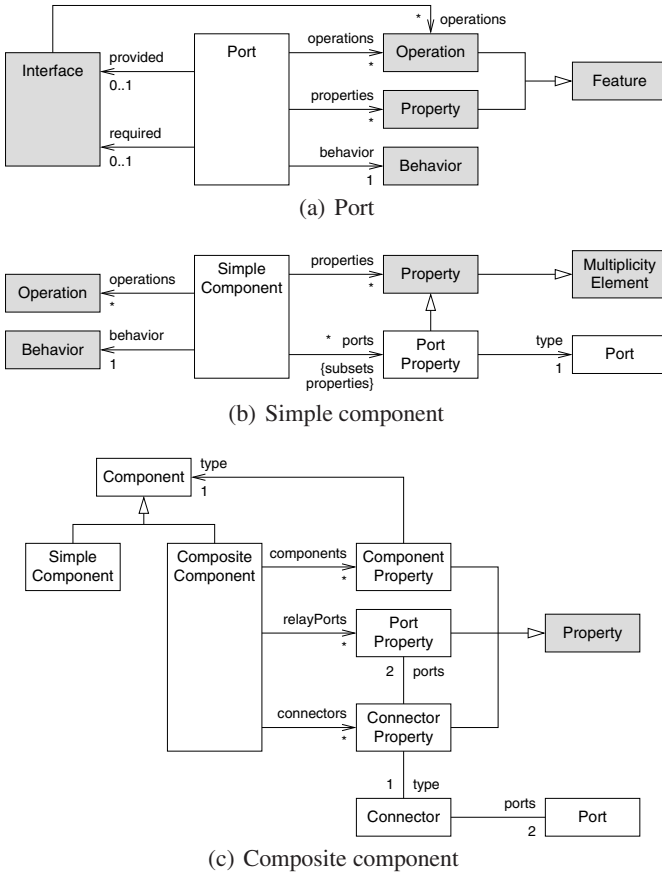 * operations
Interface
provided
0..1
required
0..1
Port
operations
*
Operation
properties
*
Property
behavior
1
Behavior
Feature
(a) Port
Operation
operations
*
Behavior
behavior
1
Simple
Component
properties
*
Property
Multiplicity
Element
* ports
{subsets
properties}
Port
Property
type
1
Port
(b) Simple component
Component
type
1
Simple
Component
Composite
Component
components
*
Component
Property
relayPorts
*
Port
Property
Property
2 ports
connectors
*
Connector
Property
1 type
Connector
ports
2
Port
(c) Composite component